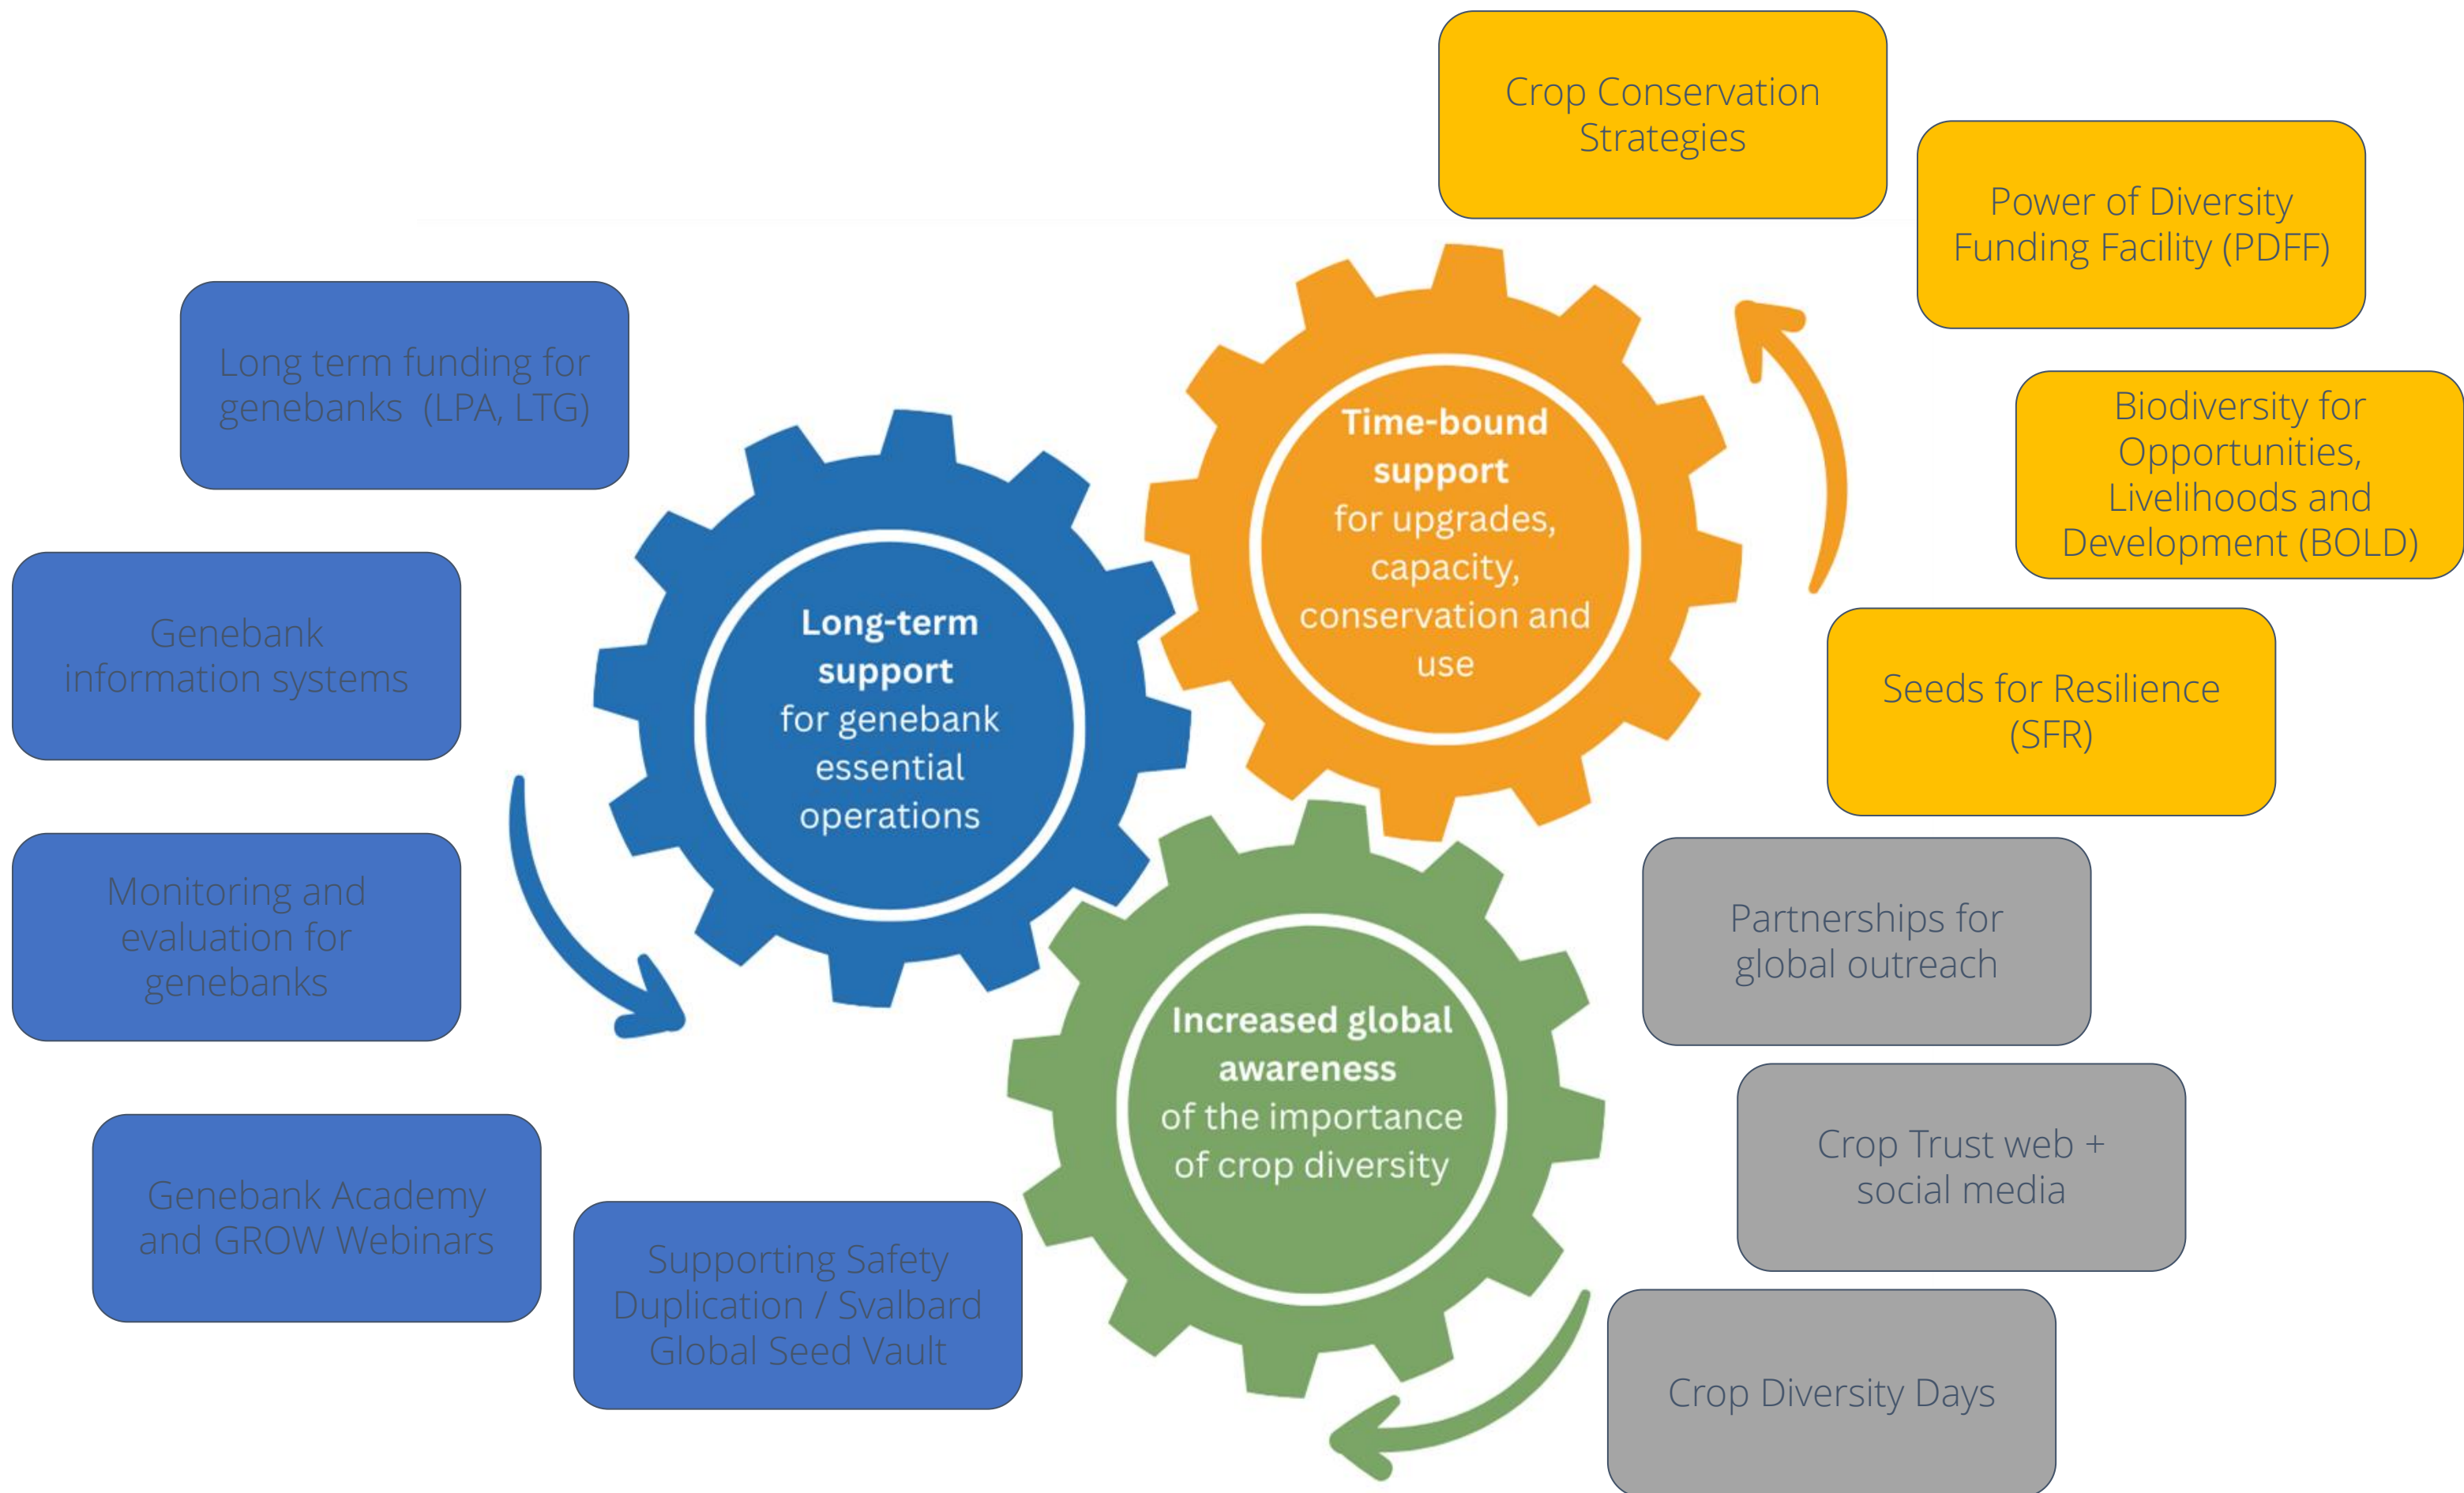 Crop Conservation
Strategies
Power of Diversity
Funding Facility (PDFF)
Biodiversity for
Opportunities,
Livelihoods and
Development (BOLD)
Seeds for Resilience
(SFR)
Long term funding for
genebanks (LPA, LTG)
Genebank
information systems
Monitoring and
evaluation for
genebanks
Genebank Academy
and GROW Webinars
Supporting Safety
Duplication / Svalbard
Global Seed Vault
Long-term
support
for genebank
essential
operations
Time-bound
support
for upgrades,
capacity,
conservation and
use
Increased global
awareness
of the importance
of crop diversity
Partnerships for
global outreach
Crop Trust web +
social media
Crop Diversity Days